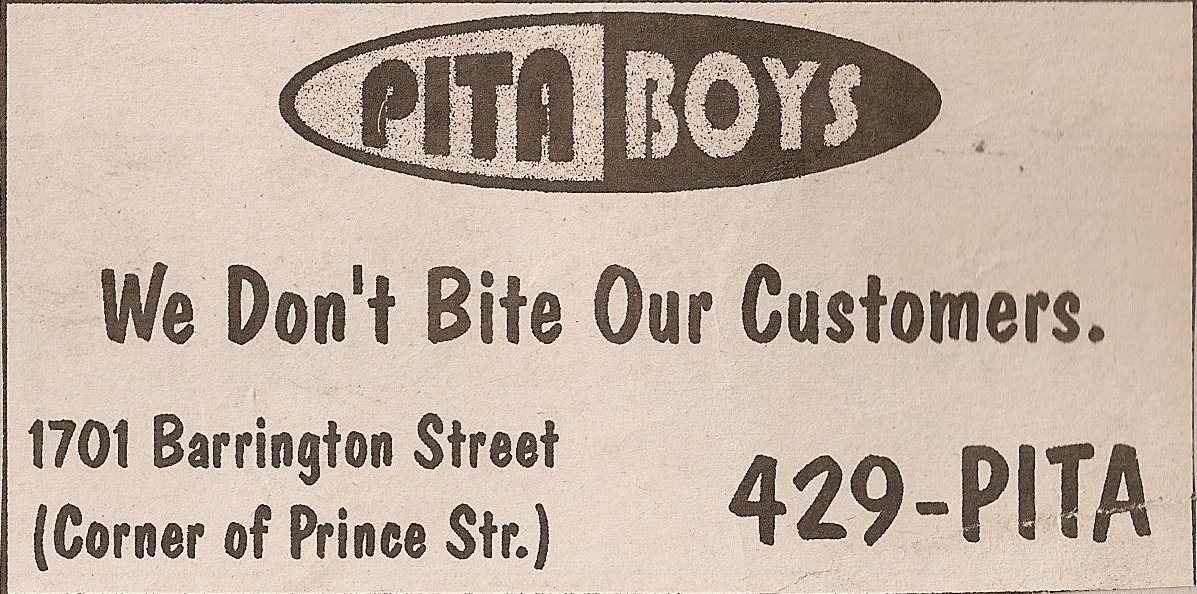 PITA BOYS
We Don't Bite Our Customers.
1701 Barrington Street
(Corner of Prince Str.)
429-PITA